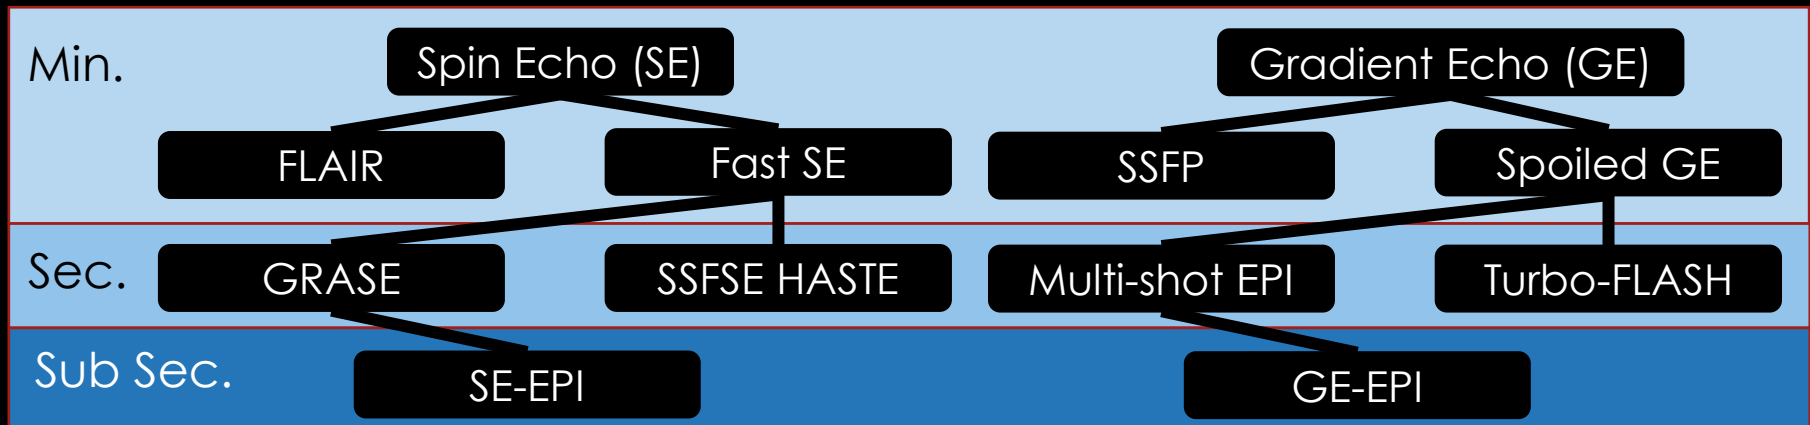 Min.
Spin Echo (SE)
Gradient Echo (GE)
FLAIR
Fast SE
SSFP
Spoiled GE
Sec.
GRASE
SSFSE HASTE
Multi-shot EPI
Turbo-FLASH
Sub Sec.
SE-EPI
GE-EPI